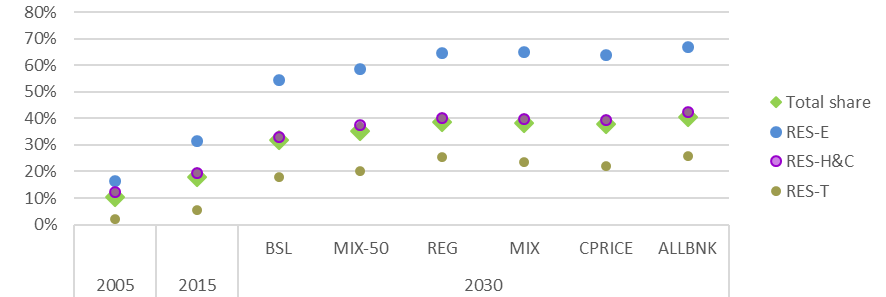 80%
70%
60%
50%
40%
30%
20%
10%
0%
BSL MIX-50 REG MIX CPRICE ALLBNK
2005 2015 2030
Total share
RES-E
RES-H&C
RES-T